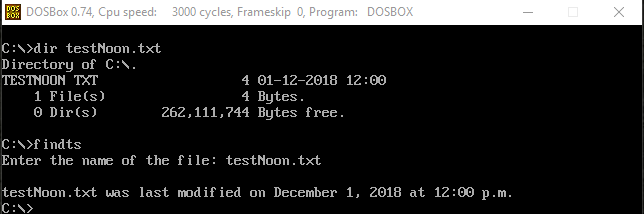 DOSBox 0.74, Cpu speed: 3000 cycles, Frameskip 0, Program: DOSBOX
C:\>dir testNoon.txt
Directory of C:\.
TESTNOON TXT 4 01-12-2018 12:00
1 File(s) 4 Bytes.
0 Dir(s) 262,111,744 Bytes free.
C:\>findts
Enter the name of the file: testNoon.txt
testNoon.txt was last modified on December 1, 2018 at 12:00 p.m.
C:\>